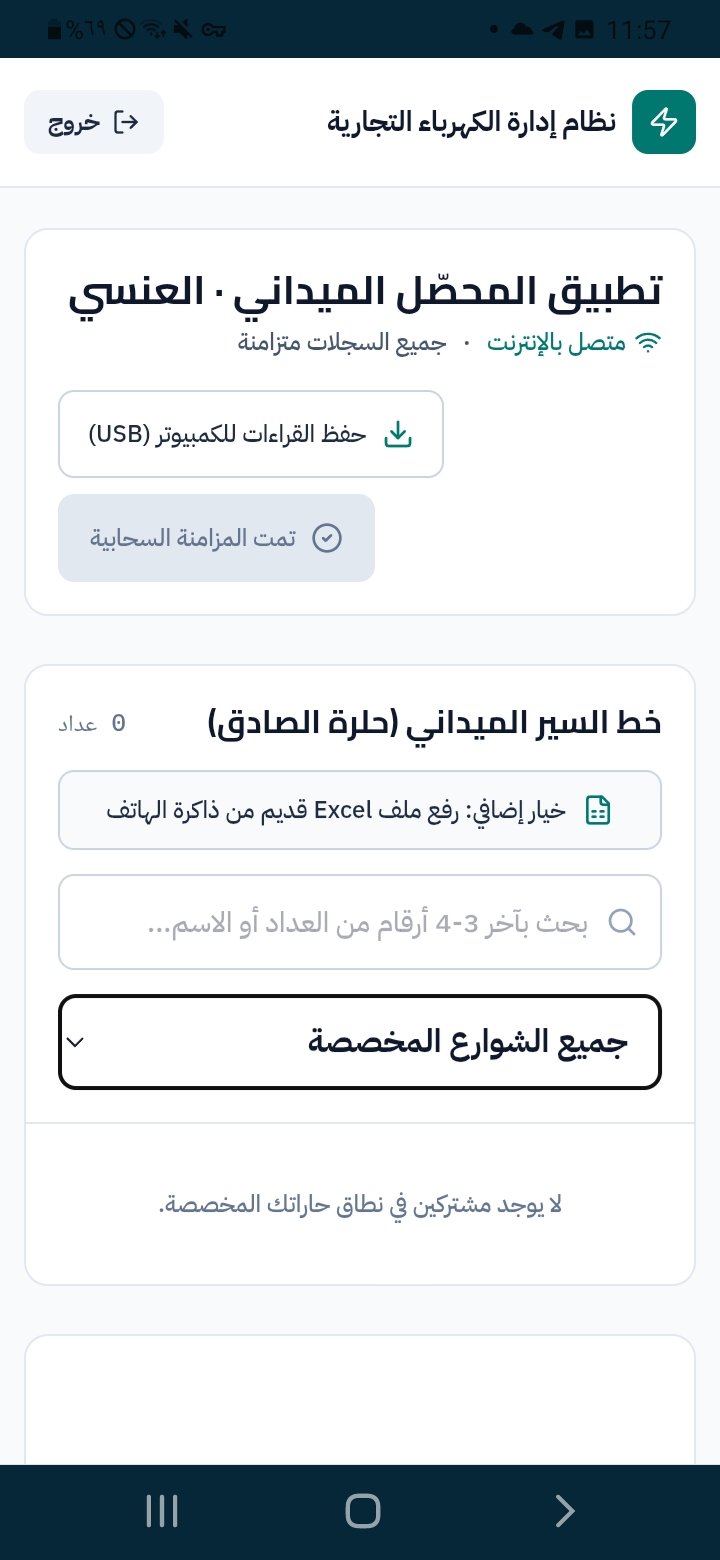 11:57
%٦٩
نظام إدارة الكهرباء التجارية
خروج
تطبيق المحصّل الميداني · العنسي
متصل بالإنترنت · جميع السجلات متزامنة
حفظ القراءات للكمبيوتر (USB)
تمت المزامنة السحابية
خط السير الميداني (حلرة الصادق)
0 عداد
خيار إضافي: رفع ملف Excel قديم من ذاكرة الهاتف
بحث بآخر 3-4 أرقام من العداد أو الاسم...
جميع الشوارع المخصصة
لا يوجد مشتركين في نطاق حاراتك المخصصة.